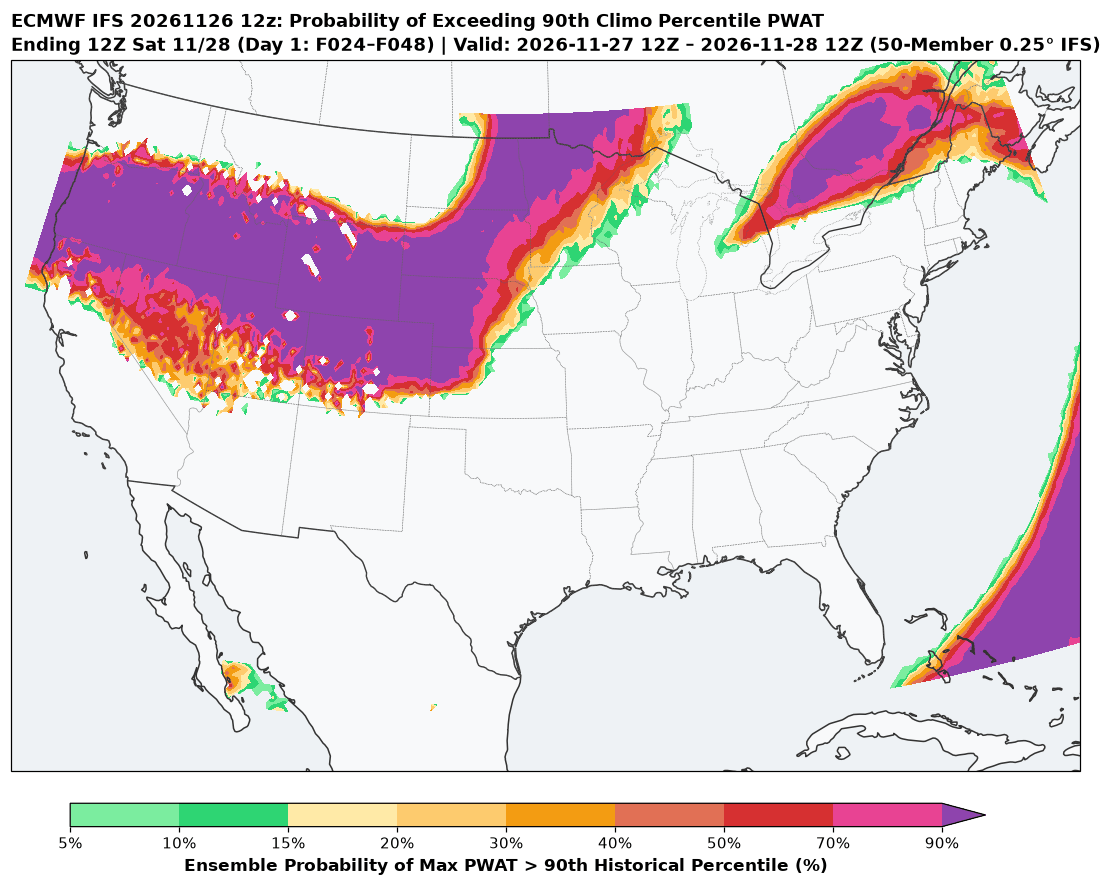 ECMWF IFS 20261126 12z: Probability of Exceeding 90th Climo Percentile PWAT
Ending 12Z Sat 11/28 (Day 1: F024–F048) | Valid: 2026-11-27 12Z – 2026-11-28 12Z (50-Member 0.25° IFS)
5% 10% 15% 20% 30% 40% 50% 70% 90%
Ensemble Probability of Max PWAT > 90th Historical Percentile (%)